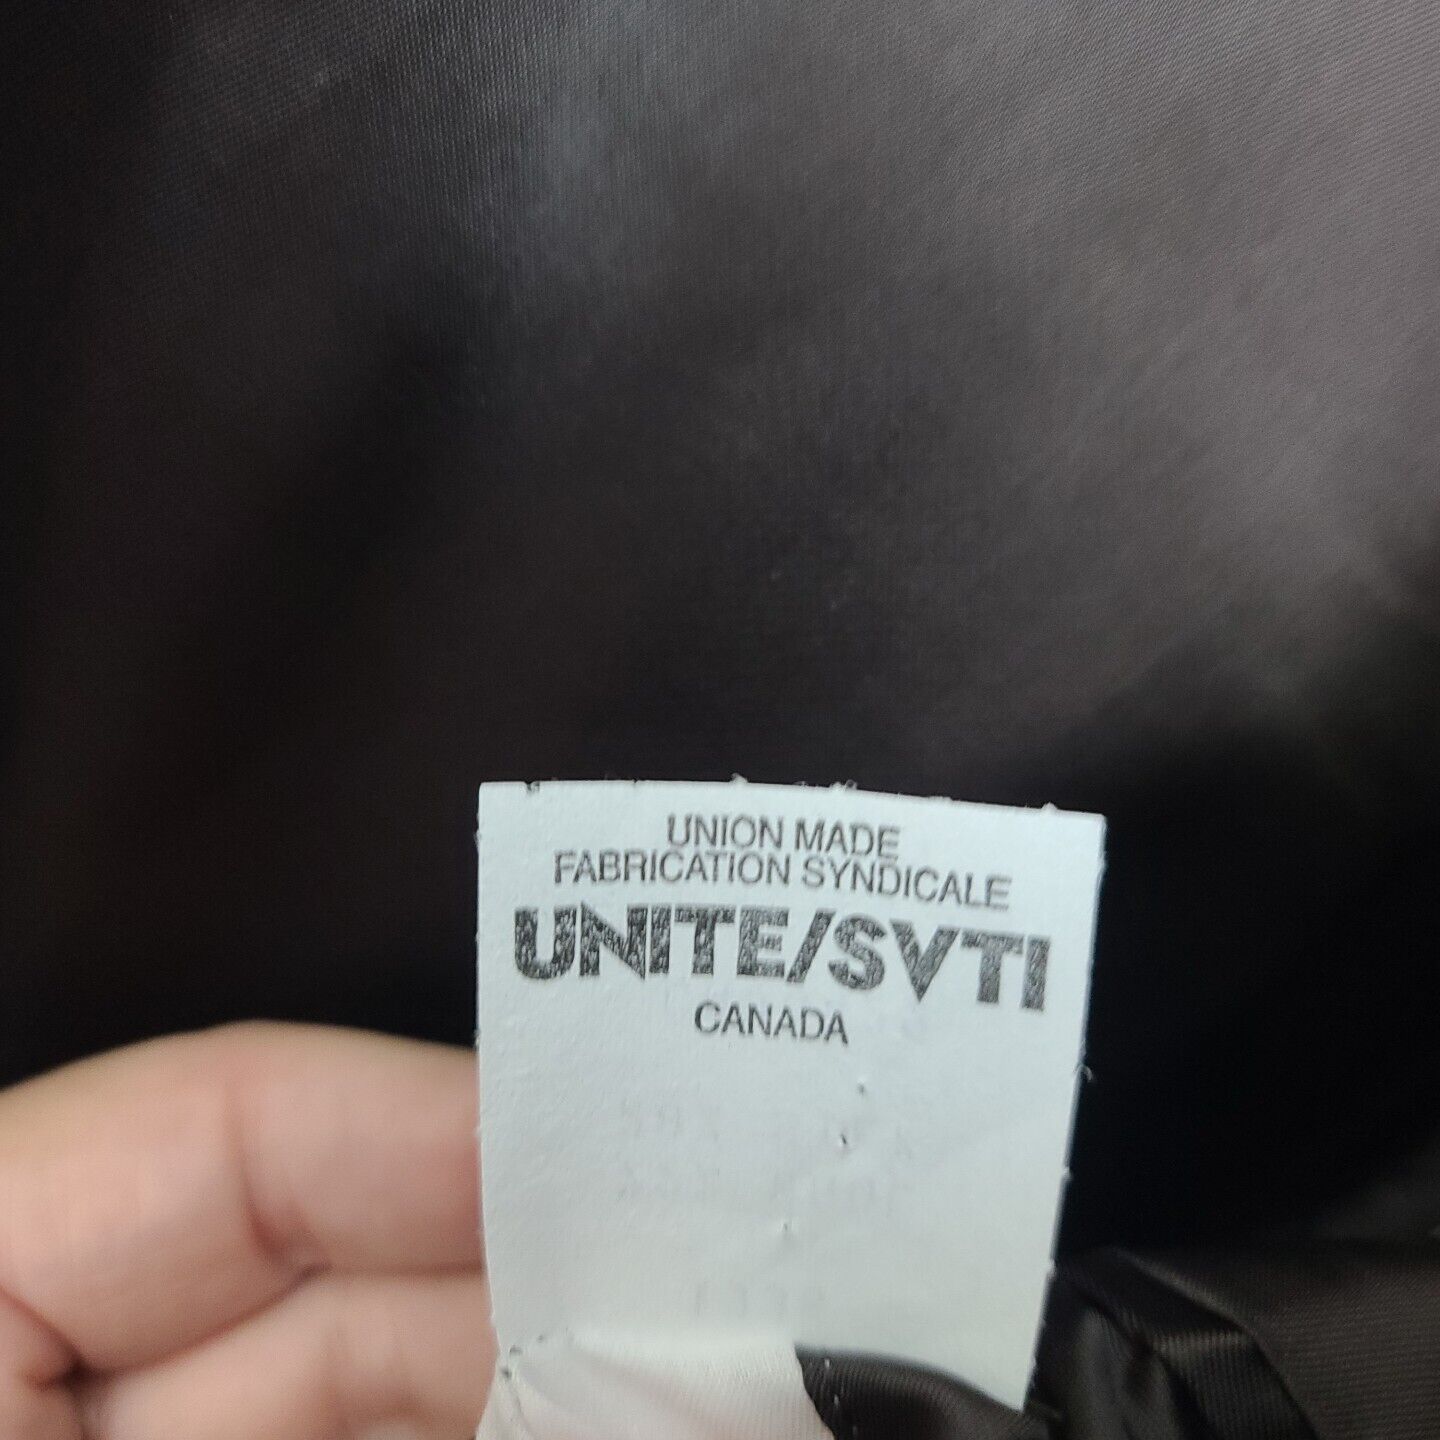 UNION MADE
FABRICATION SYNDICALE
UNITE/SVTI
CANADA